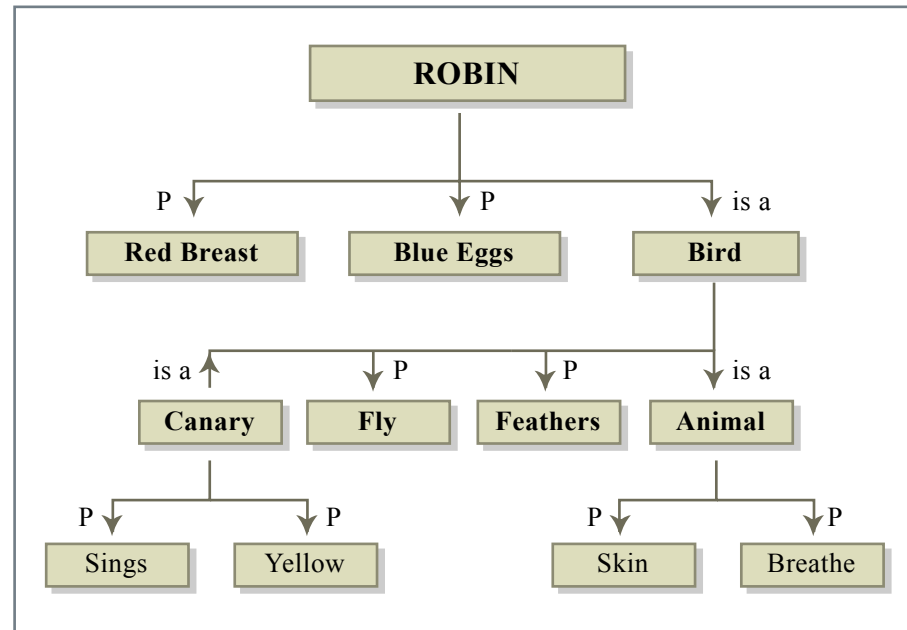 ROBIN
P P is a
Red Breast Blue Eggs Bird
is a P P is a
Canary Fly Feathers Animal
P P P P
Sings Yellow Skin Breathe